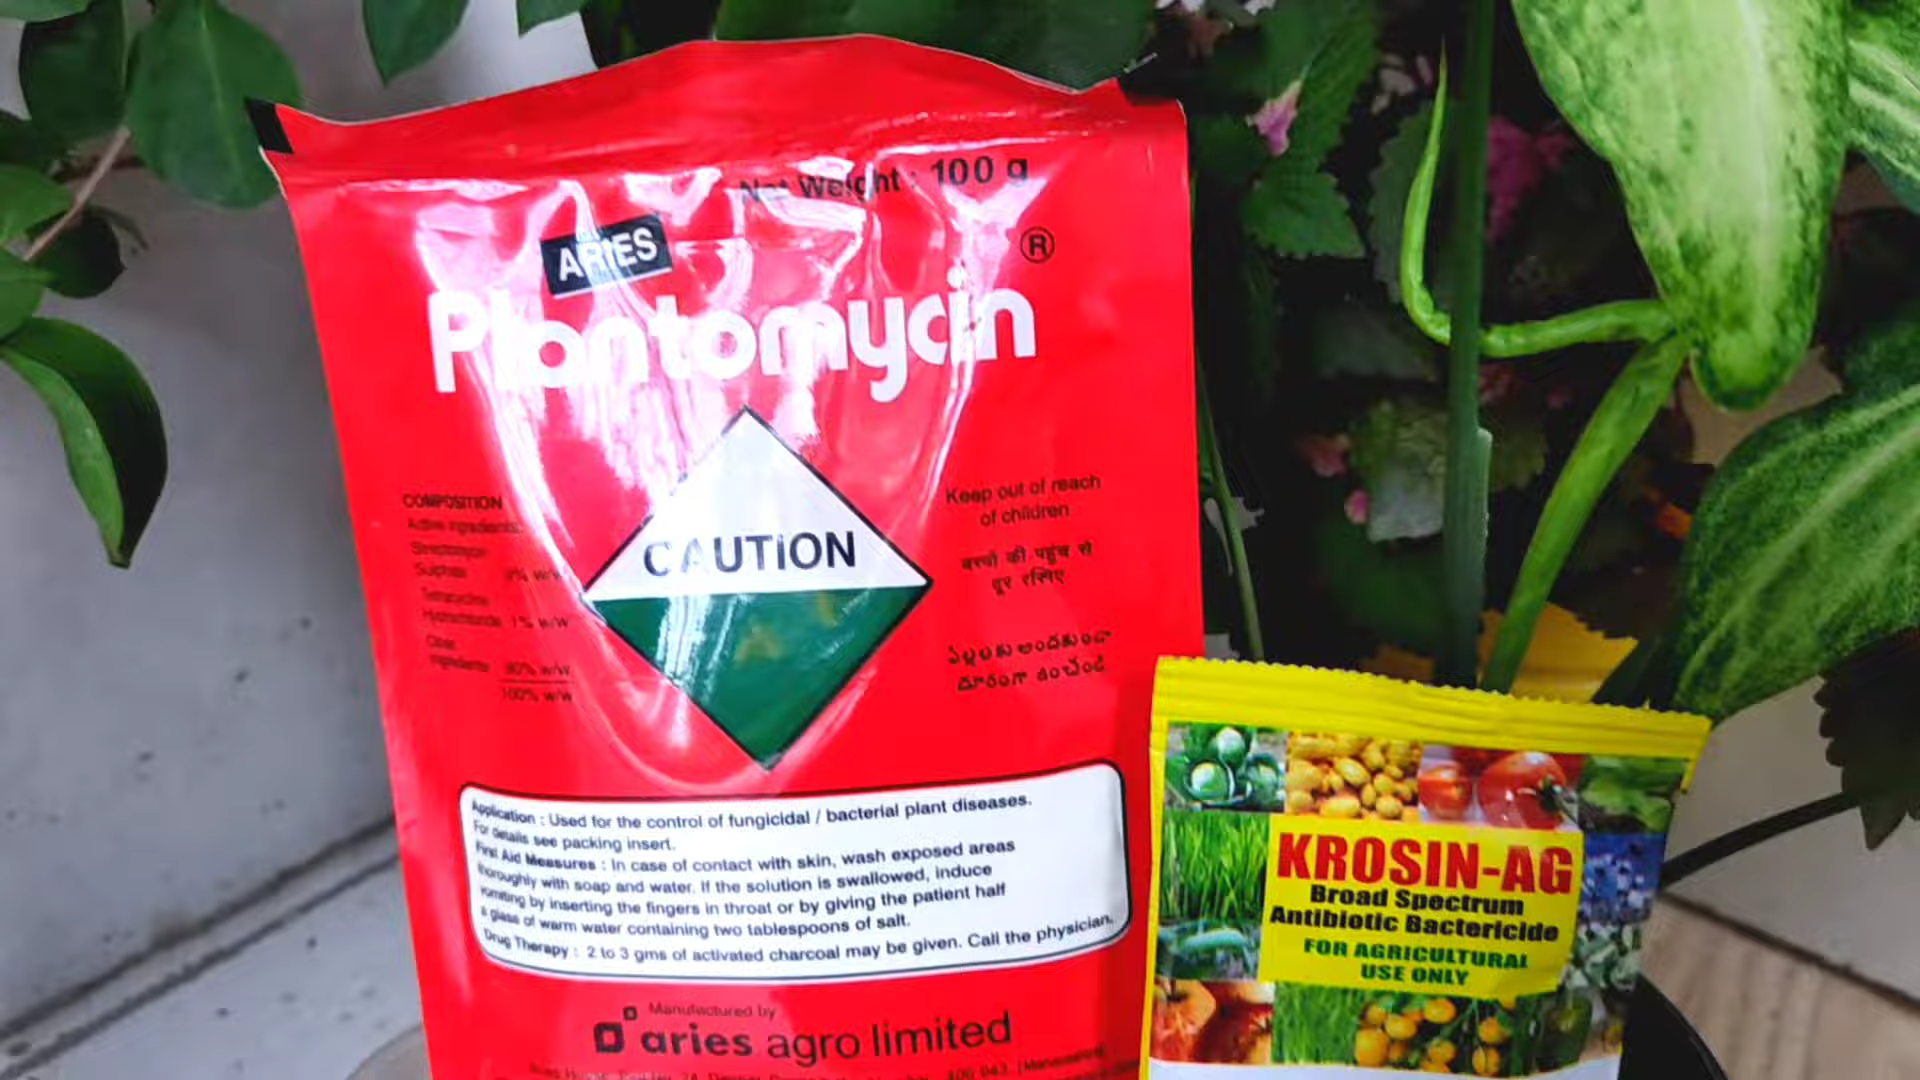 Net Weight : 100 g
ARIES
®
Plantomycin
COMPOSITION
Active ingredients
Streptomycin
Sulphate 9% w/w
Tetracycline
Hydrochloride 1% w/w
Other
ingredients 90% w/w
100% w/w
CAUTION
Keep out of reach
of children
बच्चों की पहुंच से
दूर रखिए
పిల్లలకు అందకుండా
దూరంగా ఉంచండి
Application : Used for the control of fungicidal / bacterial plant diseases.
For details see packing insert.
First Aid Measures : In case of contact with skin, wash exposed areas
thoroughly with soap and water. If the solution is swallowed, induce
vomiting by inserting the fingers in throat or by giving the patient half
a glass of warm water containing two tablespoons of salt.
Drug Therapy : 2 to 3 gms of activated charcoal may be given. Call the physician.
Manufactured by
aries agro limited
KROSIN-AG
Broad Spectrum
Antibiotic Bactericide
FOR AGRICULTURAL
USE ONLY